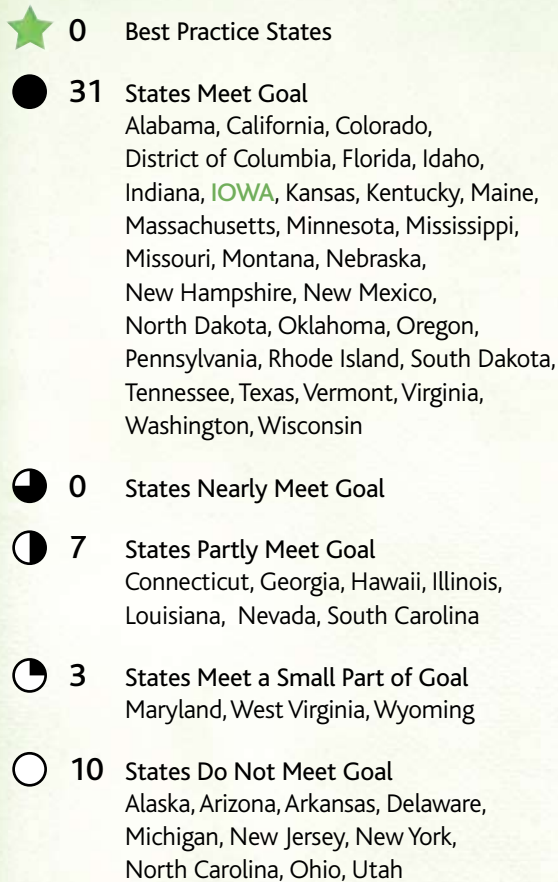 0 Best Practice States
31 States Meet Goal
Alabama, California, Colorado,
District of Columbia, Florida, Idaho,
Indiana, IOWA, Kansas, Kentucky, Maine,
Massachusetts, Minnesota, Mississippi,
Missouri, Montana, Nebraska,
New Hampshire, New Mexico,
North Dakota, Oklahoma, Oregon,
Pennsylvania, Rhode Island, South Dakota,
Tennessee, Texas, Vermont, Virginia,
Washington, Wisconsin
0 States Nearly Meet Goal
7 States Partly Meet Goal
Connecticut, Georgia, Hawaii, Illinois,
Louisiana, Nevada, South Carolina
3 States Meet a Small Part of Goal
Maryland, West Virginia, Wyoming
10 States Do Not Meet Goal
Alaska, Arizona, Arkansas, Delaware,
Michigan, New Jersey, New York,
North Carolina, Ohio, Utah